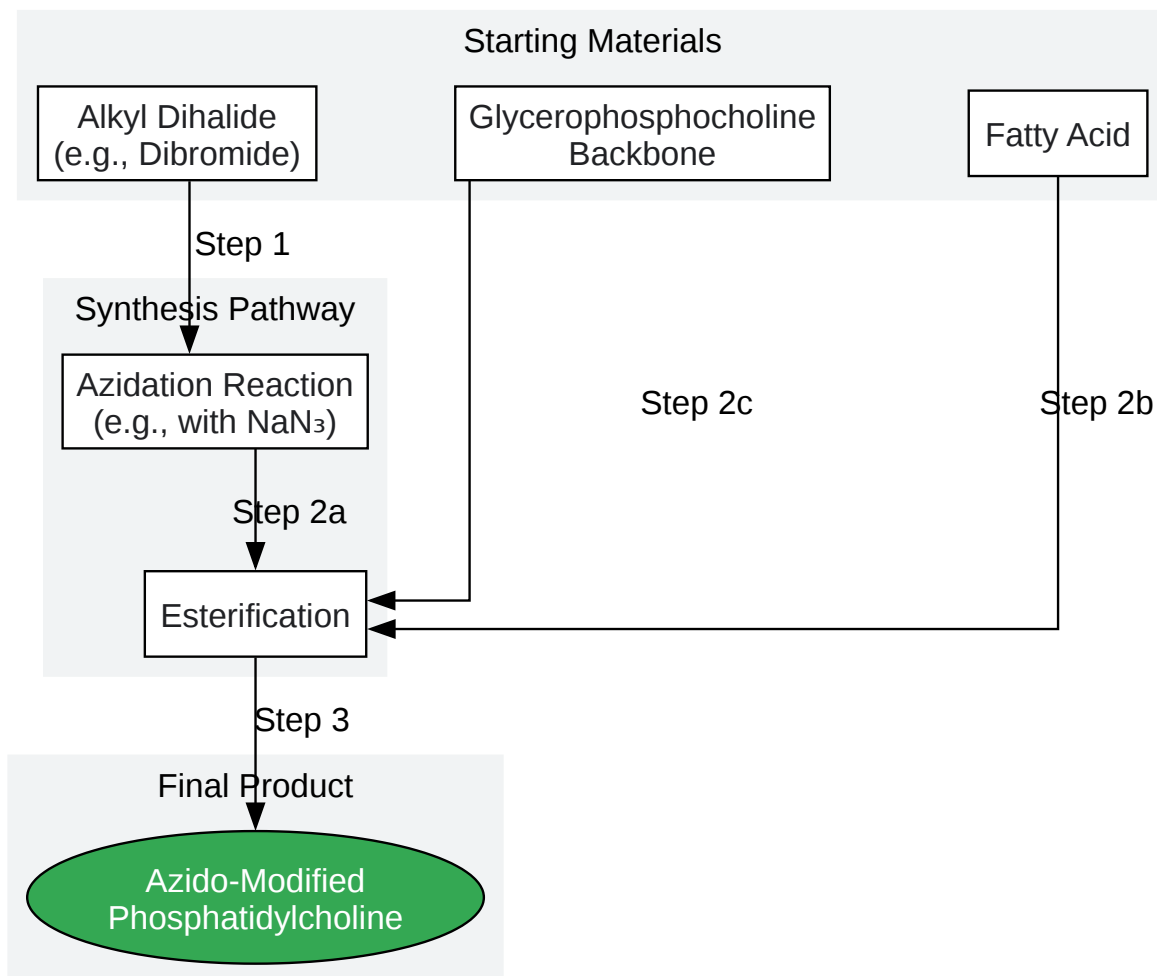 Starting Materials
Alkyl Dihalide
(e.g., Dibromide)
Glycerophosphocholine
Backbone
Fatty Acid
Step 1
Synthesis Pathway
Azidation Reaction
(e.g., with NaN₃)
Step 2c
Step 2b
Step 2a
Esterification
Step 3
Final Product
Azido-Modified
Phosphatidylcholine